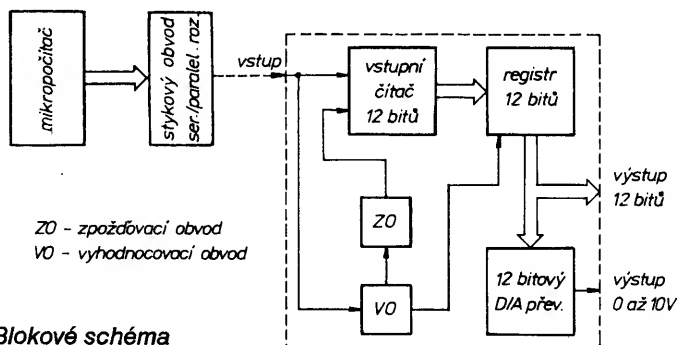 mikropočítač
stykový obvod
ser./paralel. roz.
vstup
vstupní
čítač
12 bitů
registr
12 bitů
výstup
12 bitů
ZO
ZO - zpožďovací obvod
VO - vyhodnocovací obvod
VO
12 bitový
D/A přev.
výstup
0 až 10V
Blokové schéma